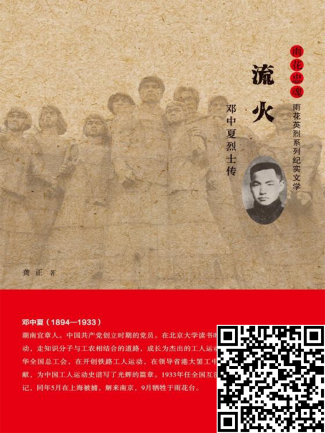 雨花忠魂
雨花英烈系列纪实文学
流火
邓中夏烈士传
龚正 著
邓中夏（1894—1933）
湖南宜章人，中国共产党创立时期的党员，在北京大学读书
动，走知识分子与工农相结合的道路，成长为杰出的工人运
华全国总工会，在开创铁路工人运动，在领导省港大罢工中
献，为中国工人运动史谱写了光辉的篇章。1933年任全国互
记，同年5月在上海被捕，解来南京，9月牺牲于雨花台。